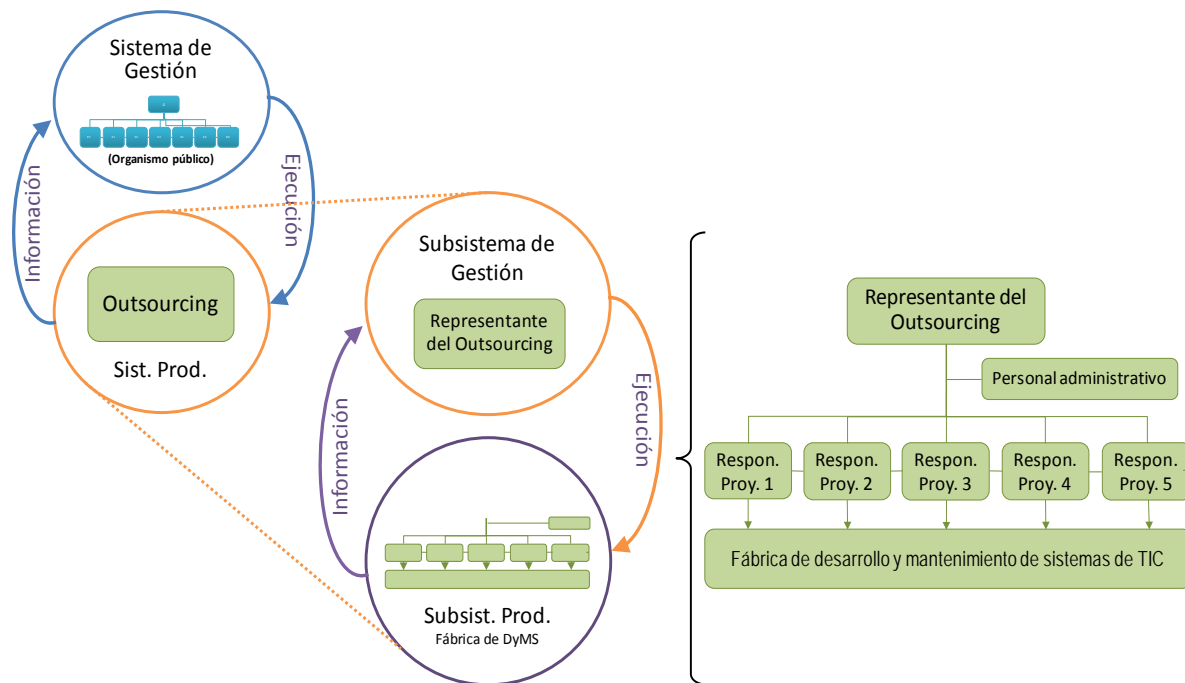 Sistema de
Gestión
(Organismo público)
Información
Ejecución
Outsourcing
Sist. Prod.
Subsistema de
Gestión
Representante
del Outsourcing
Información
Ejecución
Subsist. Prod.
Fábrica de DyMS
Representante del
Outsourcing
Personal administrativo
Respon.
Proy. 1
Respon.
Proy. 2
Respon.
Proy. 3
Respon.
Proy. 4
Respon.
Proy. 5
Fábrica de desarrollo y mantenimiento de sistemas de TIC